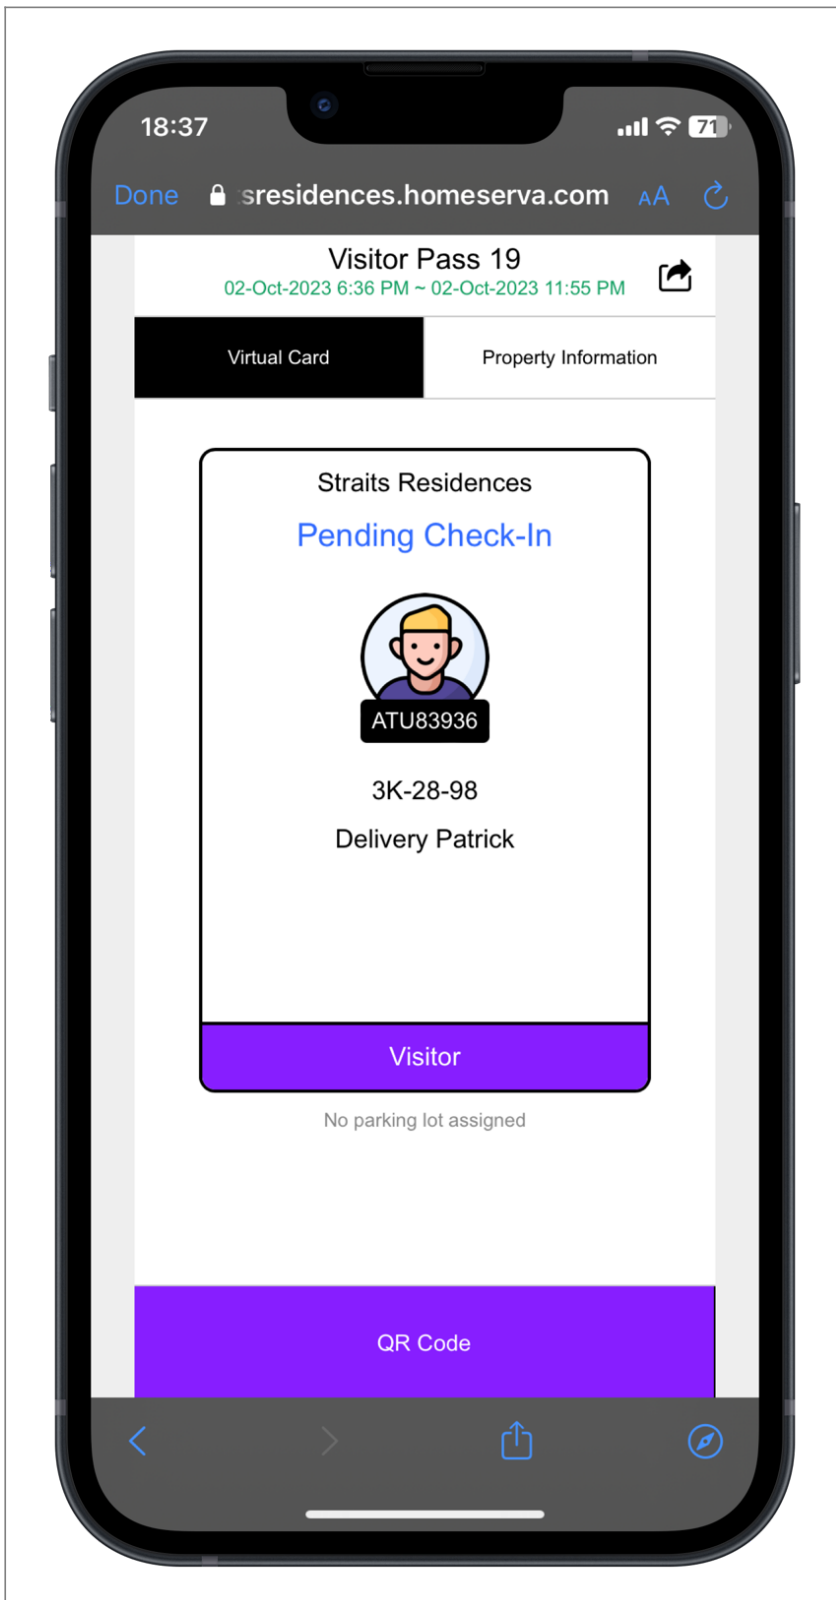 18:37
71
Done sresidences.homeserva.com AA
Visitor Pass 19
02-Oct-2023 6:36 PM ~ 02-Oct-2023 11:55 PM
Virtual Card Property Information
Straits Residences
Pending Check-In
ATU83936
3K-28-98
Delivery Patrick
Visitor
No parking lot assigned
QR Code